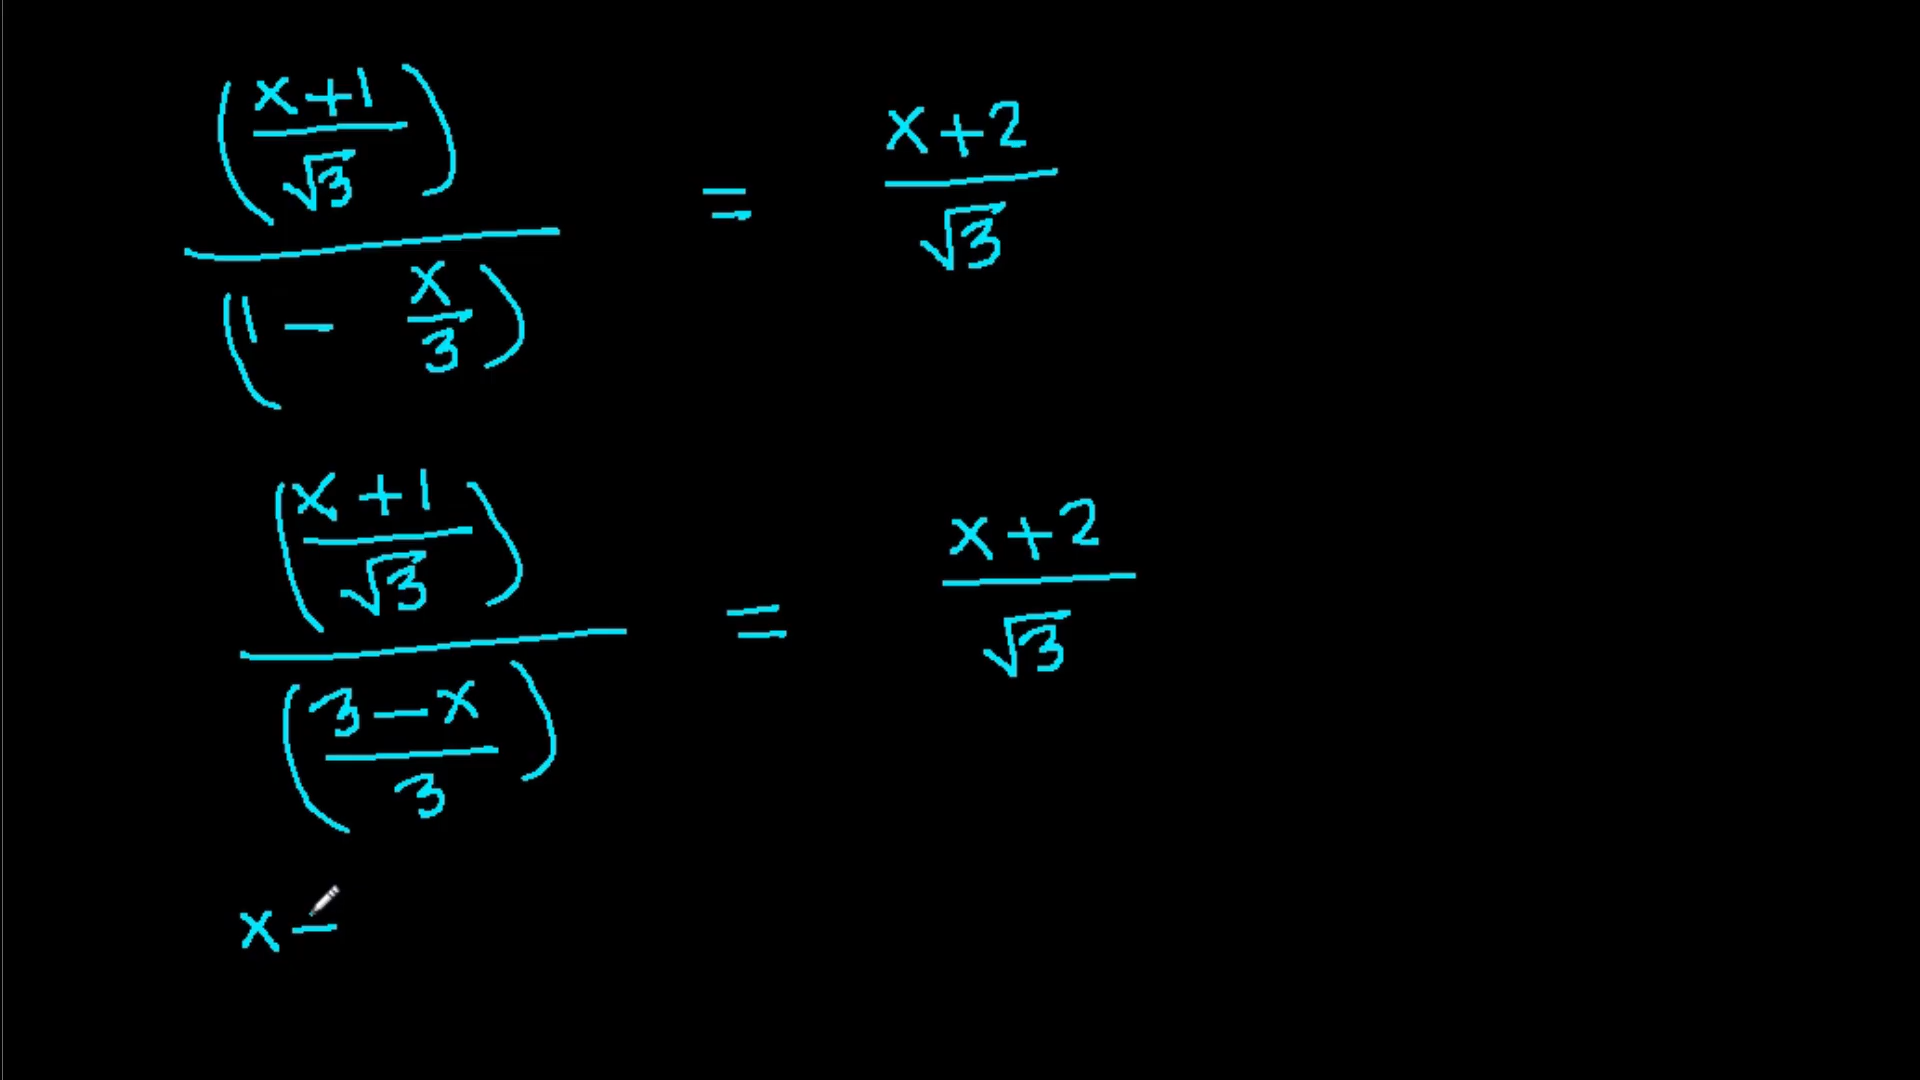 ((x+1)/√3) / (1 − x/3) = (x+2)/√3
((x+1)/√3) / ((3−x)/3) = (x+2)/√3
x −